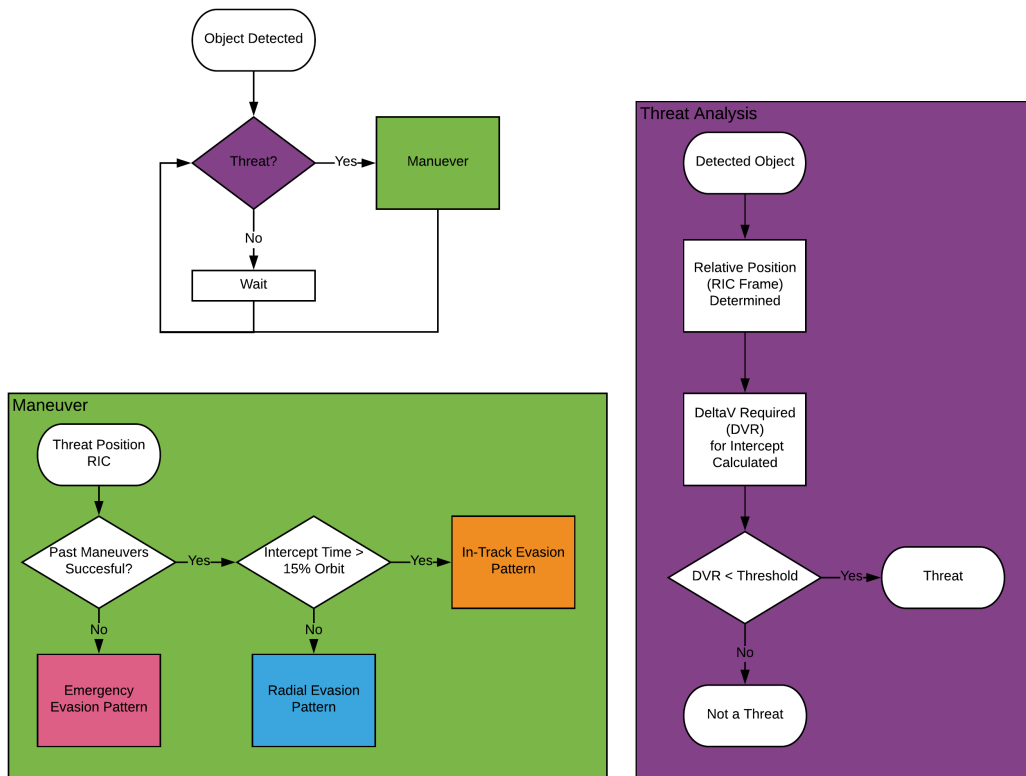 Object Detected
Threat?
Yes
Manuever
No
Wait
Threat Analysis
Detected Object
Relative Position
(RIC Frame)
Determined
DeltaV Required
(DVR)
for Intercept
Calculated
DVR < Threshold
Yes
Threat
No
Not a Threat
Maneuver
Threat Position
RIC
Past Maneuvers
Succesful?
Yes
Intercept Time >
15% Orbit
Yes
In-Track Evasion
Pattern
No
Emergency
Evasion Pattern
No
Radial Evasion
Pattern